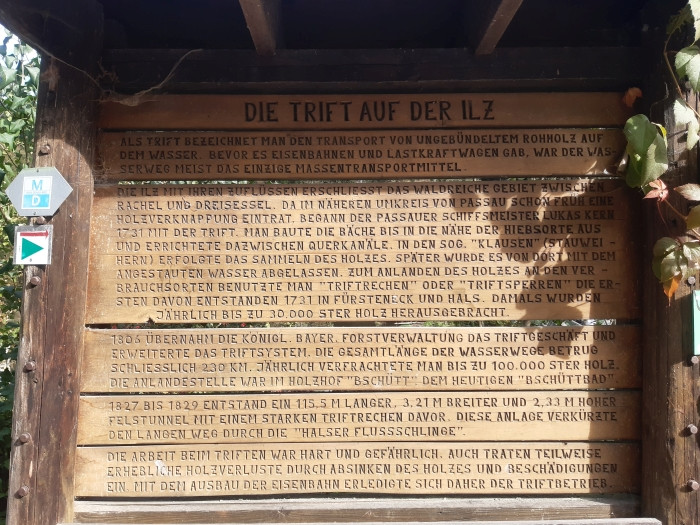 DIE TRIFT AUF DER ILZ
ALS TRIFT BEZEICHNET MAN DEN TRANSPORT VON UNGEBÜNDELTEM ROHHOLZ AUF
DEM WASSER. BEVOR ES EISENBAHNEN UND LASTKRAFTWAGEN GAB, WAR DER WAS-
SERWEG MEIST DAS EINZIGE MASSENTRANSPORTMITTEL.
DIE ILZ MIT IHREN ZUFLÜSSEN ERSCHLIESST DAS WALDREICHE GEBIET ZWISCHEN
RACHEL UND DREISESSEL. DA IM NÄHEREN UMKREIS VON PASSAU SCHON FRÜH EINE
HOLZVERKNAPFUNG EINTRAT. BEGANN DER PASSAUER SCHIFFSMEISTER LUKAS KERN
1731 MIT DER TRIFT. MAN BAUTE DIE BÄCHE BIS IN DIE NÄHE DER HIEBSORTE AUS
UND ERRICHTETE DAZWISCHEN QUERKANÄLE. IN DEN SOG. "KLAUSEN" (STAUWEI-
HERN) ERFOLGTE DAS SAMMELN DES HOLZES. SPÄTER WURDE ES VON DORT MIT DEM
ANGESTAUTEN WASSER ABGELASSEN. ZUM ANLANDEN DES HOLZES AN DEN VER-
BRAUCHSORTEN BENUTZTE MAN "TRIFTRECHEN" ODER "TRIFTSPERREN" DIE ER-
STEN DAVON ENTSTANDEN 1731 IN FÜRSTENECK UND HALS. DAMALS WURDEN
JÄHRLICH BIS ZU 30.000 STER HOLZ HERAUSGEBRACHT.
1806 ÜBERNAHM DIE KÖNIGL. BAYER. FORSTVERWALTUNG DAS TRIFTGESCHÄFT UND
ERWEITERTE DAS TRIFTSYSTEM. DIE GESAMTLÄNGE DER WASSERWEGE BETRUG
SCHLIESSLICH 230 KM. JÄHRLICH VERFRACHTETE MAN BIS ZU 100.000 STER HOLZ.
DIE ANLANDESTELLE WAR IM HOLZHOF "BSCHÜTT" DEM HEUTIGEN "BSCHÜTTBAD".
1827 BIS 1829 ENTSTAND EIN 115,5 M LANGER, 3,21 M BREITER UND 2,33 M HOHER
FELSTUNNEL MIT EINEM STARKEN TRIFTRECHEN DAVOR. DIESE ANLAGE VERKÜRZTE
DEN LANGEN WEG DURCH DIE "HALSER FLUSSSCHLINGE".
DIE ARBEIT BEIM TRIFTEN WAR HART UND GEFÄHRLICH. AUCH TRATEN TEILWEISE
ERHEBLICHE HOLZVERLUSTE DURCH ABSINKEN DES HOLZES UND BESCHÄDIGUNGEN
EIN. MIT DEM AUSBAU DER EISENBAHN ERLEDIGTE SICH DAHER DER TRIFTBETRIEB.
M
D